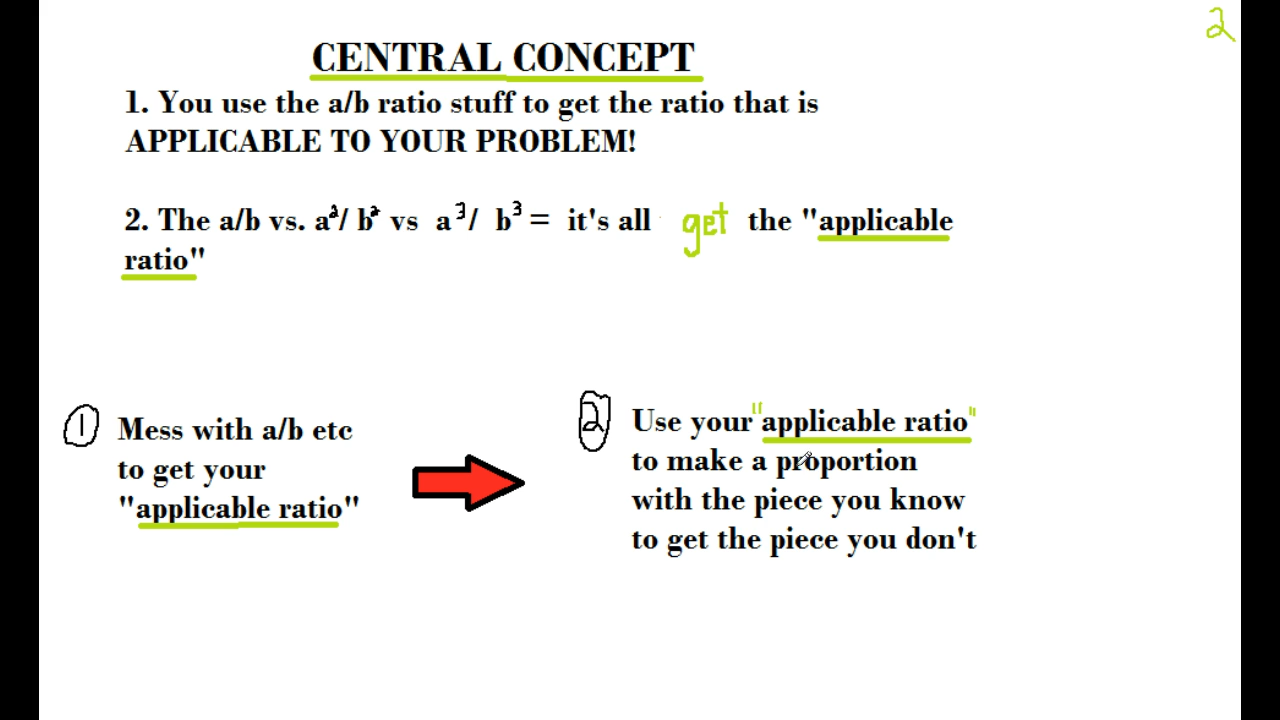 2
CENTRAL CONCEPT
1. You use the a/b ratio stuff to get the ratio that is
APPLICABLE TO YOUR PROBLEM!
2. The a/b vs. a²/ b² vs a³/ b³ = it's all get the "applicable
ratio"
1
Mess with a/b etc
to get your
"applicable ratio"
2
Use your "applicable ratio"
to make a proportion
with the piece you know
to get the piece you don't